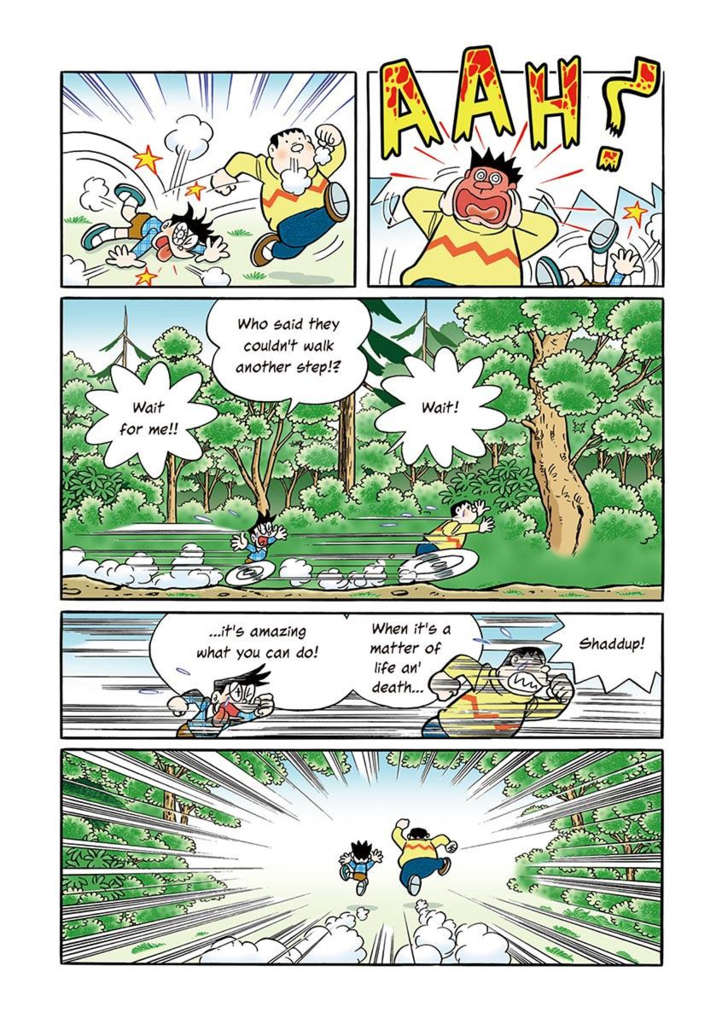 AAH?
Wait!
Who said they
couldn't walk
another step!?
Wait
for me!!
Shaddup!
When it's a
matter of
life an'
death...
...it's amazing
what you can do!